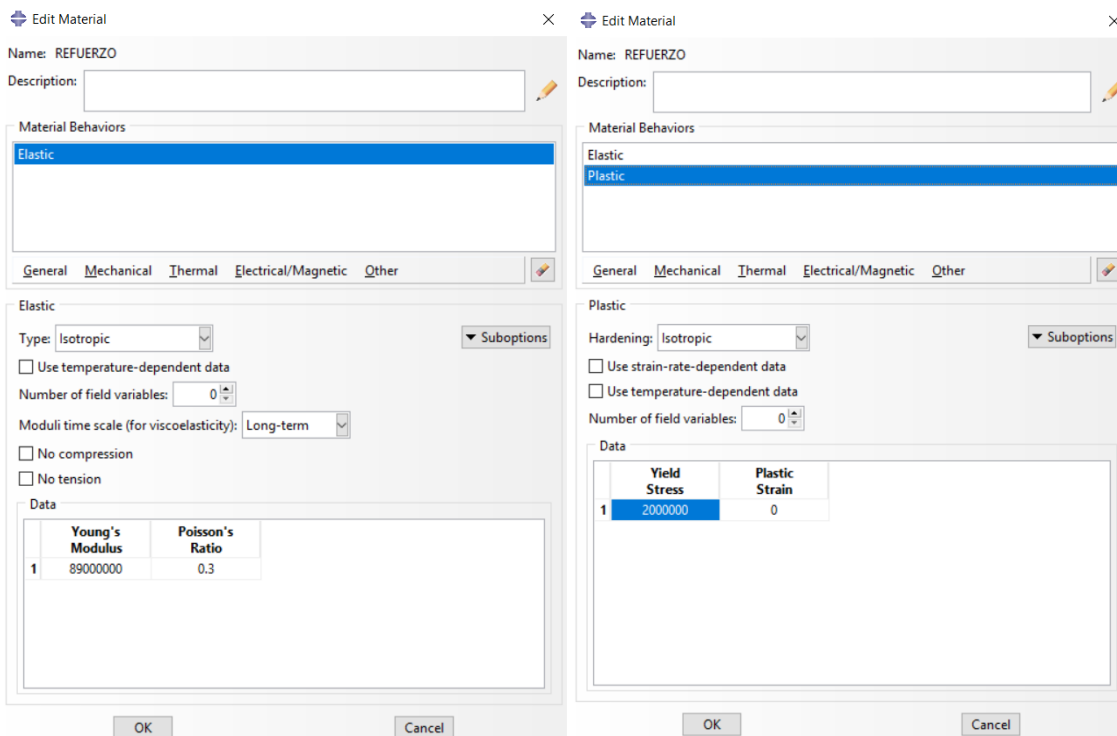 Edit Material
Name: REFUERZO
Description:
Material Behaviors
Elastic
General Mechanical Thermal Electrical/Magnetic Other
Elastic
Type: Isotropic
Suboptions
Use temperature-dependent data
Number of field variables: 0
Moduli time scale (for viscoelasticity): Long-term
No compression
No tension
Data
Young's Modulus Poisson's Ratio
1 89000000 0.3
OK Cancel
Edit Material
Name: REFUERZO
Description:
Material Behaviors
Elastic
Plastic
General Mechanical Thermal Electrical/Magnetic Other
Plastic
Hardening: Isotropic
Suboptions
Use strain-rate-dependent data
Use temperature-dependent data
Number of field variables: 0
Data
Yield Stress Plastic Strain
1 2000000 0
OK Cancel